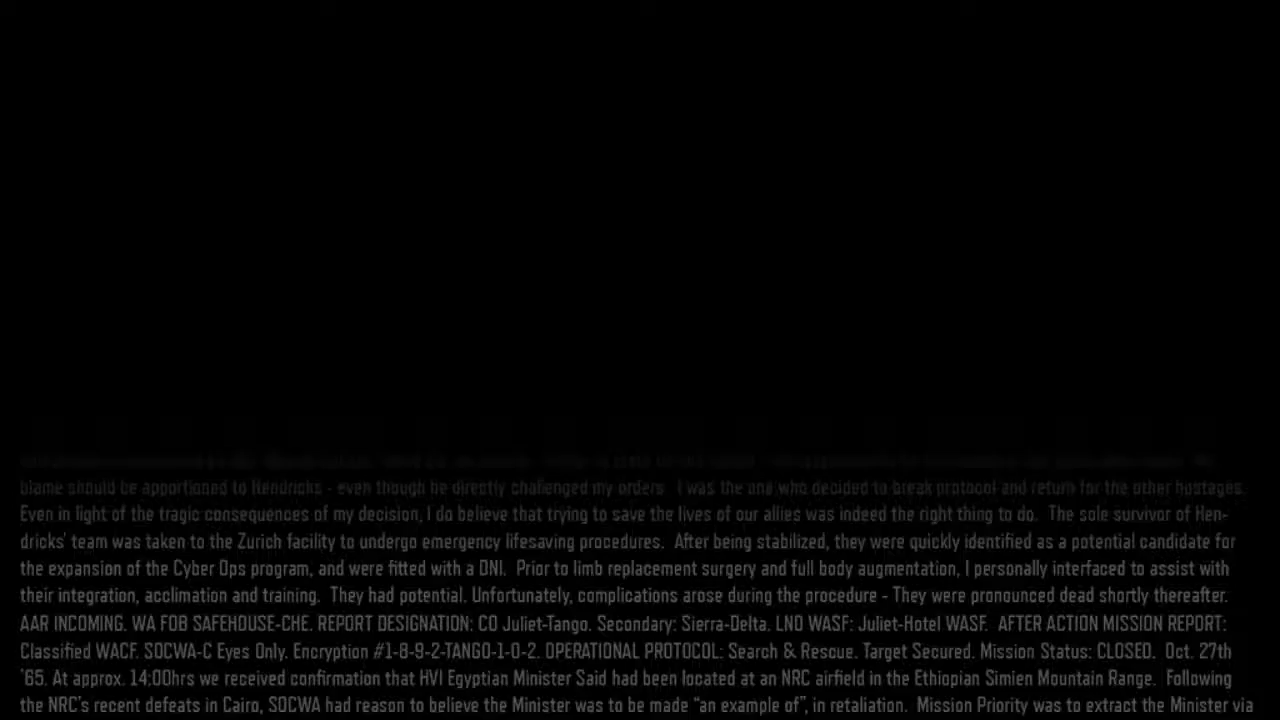 blame should be apportioned to Hendricks - even though he directly challenged my orders  I was the one who decided to break protocol and return for the other hostages.
Even in light of the tragic consequences of my decision, I do believe that trying to save the lives of our allies was indeed the right thing to do.  The sole survivor of Hen-
dricks' team was taken to the Zurich facility to undergo emergency lifesaving procedures.  After being stabilized, they were quickly identified as a potential candidate for
the expansion of the Cyber Ops program, and were fitted with a DNI.  Prior to limb replacement surgery and full body augmentation, I personally interfaced to assist with
their integration, acclimation and training.  They had potential. Unfortunately, complications arose during the procedure - They were pronounced dead shortly thereafter.
AAR INCOMING. WA FOB SAFEHOUSE-CHE. REPORT DESIGNATION: CO Juliet-Tango. Secondary: Sierra-Delta. LNO WASF: Juliet-Hotel WASF.  AFTER ACTION MISSION REPORT:
Classified WACF. SOCWA-C Eyes Only. Encryption #1-8-9-2-TANGO-1-0-2. OPERATIONAL PROTOCOL: Search & Rescue. Target Secured. Mission Status: CLOSED.  Oct. 27th
'65. At approx. 14:00hrs we received confirmation that HVI Egyptian Minister Said had been located at an NRC airfield in the Ethiopian Simien Mountain Range.  Following
the NRC's recent defeats in Cairo, SOCWA had reason to believe the Minister was to be made “an example of”, in retaliation.  Mission Priority was to extract the Minister via